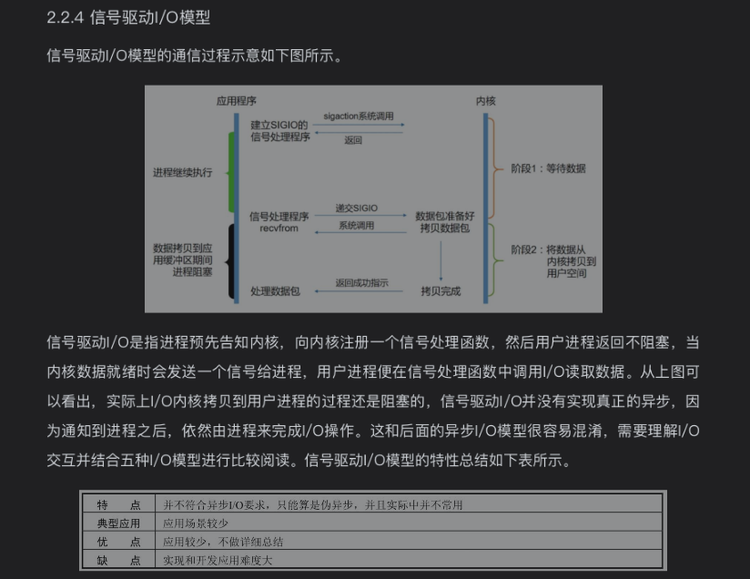 2.2.4 信号驱动I/O模型
信号驱动I/O模型的通信过程示意如下图所示。
应用程序
内核
建立SIGIO的
信号处理程序
sigaction系统调用
返回
进程继续执行
阶段1：等待数据
信号处理程序
recvfrom
递交SIGIO
系统调用
数据包准备好
拷贝数据包
数据拷贝到应
用缓冲区期间
进程阻塞
阶段2：将数据从
内核拷贝到
用户空间
处理数据包
返回成功指示
拷贝完成
信号驱动I/O是指进程预先告知内核，向内核注册一个信号处理函数，然后用户进程返回不阻塞，当
内核数据就绪时会发送一个信号给进程，用户进程便在信号处理函数中调用I/O读取数据。从上图可
以看出，实际上I/O内核拷贝到用户进程的过程还是阻塞的，信号驱动I/O并没有实现真正的异步，因
为通知到进程之后，依然由进程来完成I/O操作。这和后面的异步I/O模型很容易混淆，需要理解I/O
交互并结合五种I/O模型进行比较阅读。信号驱动I/O模型的特性总结如下表所示。
特 点 并不符合异步I/O要求，只能算是伪异步，并且实际中并不常用
典型应用 应用场景较少
优 点 应用较少，不做详细总结
缺 点 实现和开发应用难度大